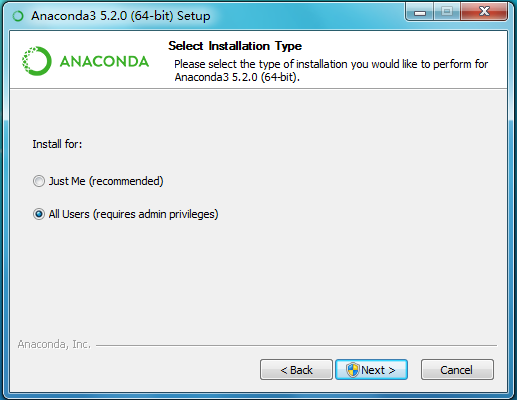 Anaconda3 5.2.0 (64-bit) Setup
Select Installation Type
Please select the type of installation you would like to perform for
Anaconda3 5.2.0 (64-bit).
ANACONDA
Install for:
Just Me (recommended)
All Users (requires admin privileges)
Anaconda, Inc.
< Back
Next >
Cancel